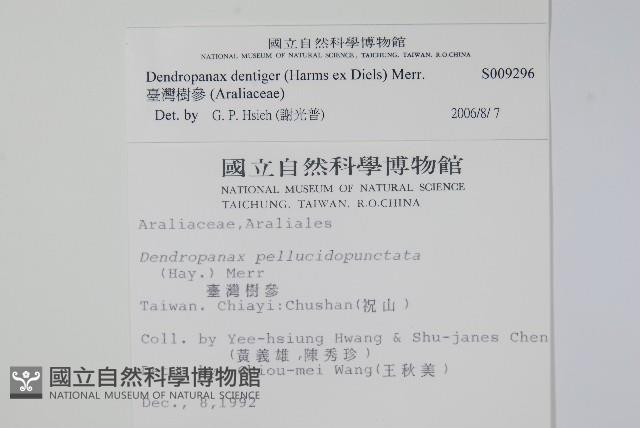 國立自然科學博物館
NATIONAL MUSEUM OF NATURAL SCIENCE, TAICHUNG, TAIWAN, R.O.CHINA
Dendropanax dentiger (Harms ex Diels) Merr. S009296
臺灣樹參 (Araliaceae)
Det. by G. P. Hsieh (謝光普) 2006/8/7
國立自然科學博物館
NATIONAL MUSEUM OF NATURAL SCIENCE
TAICHUNG, TAIWAN, R.O.CHINA
Araliaceae,Araliales
Dendropanax pellucidopunctata
(Hay.) Merr
臺灣樹參
Taiwan. Chiayi:Chushan(祝山)
Coll. by Yee-hsiung Hwang & Shu-janes Chen
(黃義雄,陳秀珍)
Chiou-mei Wang(王秋美)
Dec., 8,1992
國立自然科學博物館
NATIONAL MUSEUM OF NATURAL SCIENCE